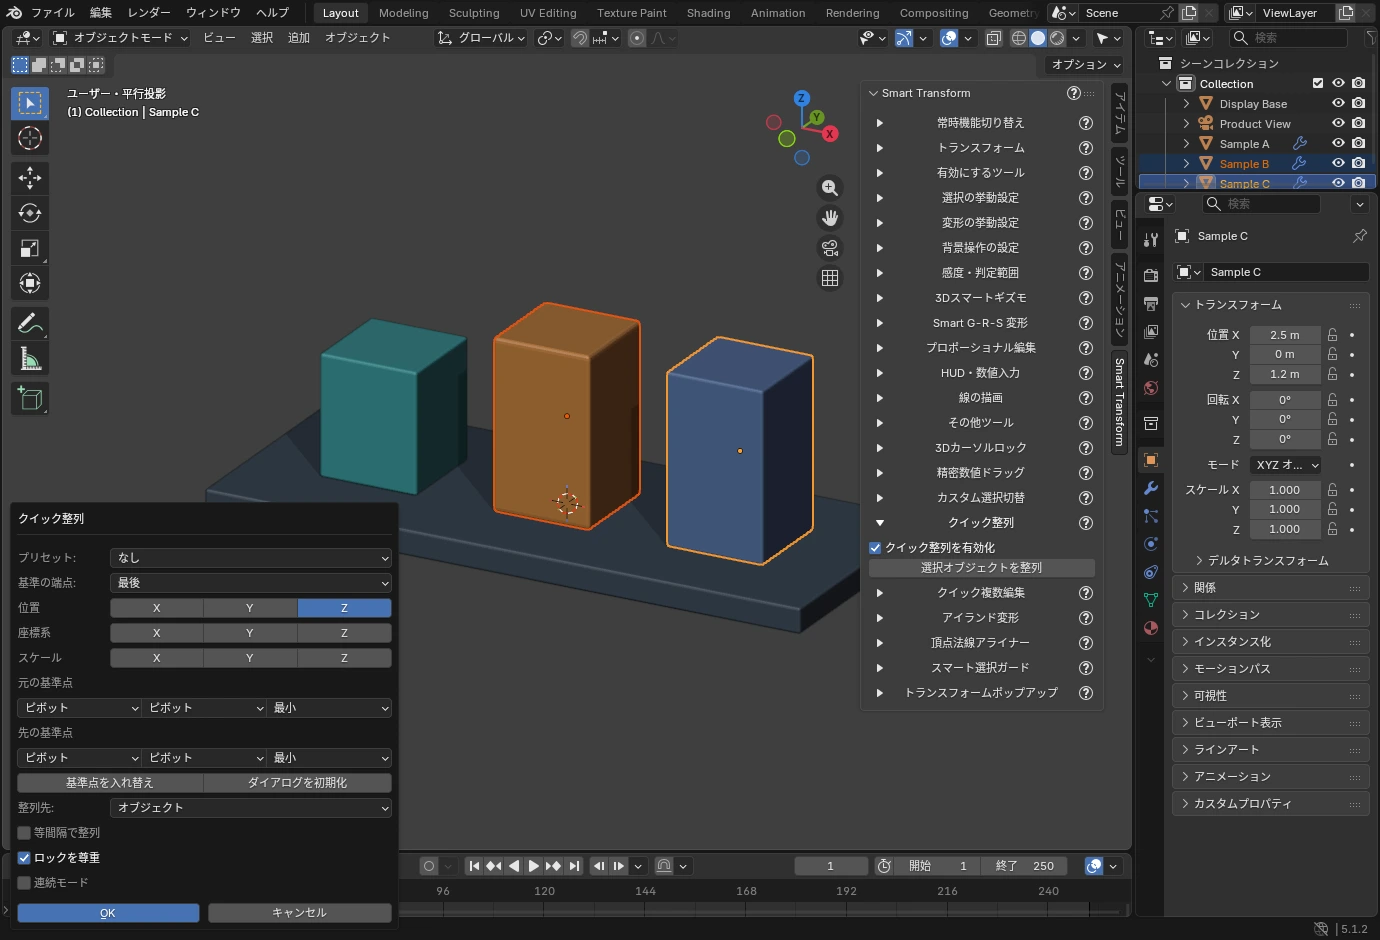 ファイル 編集 レンダー ウィンドウ ヘルプ Layout Modeling Sculpting UV Editing Texture Paint Shading Animation Rendering Compositing Geometry Scene ViewLayer
オブジェクトモード ビュー 選択 追加 オブジェクト グローバル 検索
オプション
ユーザー・平行投影
(1) Collection | Sample C
Z
Y
X
Smart Transform
常時機能切り替え
トランスフォーム
有効にするツール
選択の挙動設定
変形の挙動設定
背景操作の設定
感度・判定範囲
3Dスマートギズモ
Smart G-R-S 変形
プロポーショナル編集
HUD・数値入力
線の描画
その他ツール
3Dカーソルロック
精密数値ドラッグ
カスタム選択切替
クイック整列
クイック整列を有効化
選択オブジェクトを整列
クイック複数編集
アイランド変形
頂点法線アライナー
スマート選択ガード
トランスフォームポップアップ
アイテム
ツール
ビュー
アニメーション
Smart Transform
シーンコレクション
Collection
Display Base
Product View
Sample A
Sample B
Sample C
検索
Sample C
Sample C
トランスフォーム
位置 X 2.5 m
Y 0 m
Z 1.2 m
回転 X 0°
Y 0°
Z 0°
モード XYZ オ...
スケール X 1.000
Y 1.000
Z 1.000
デルタトランスフォーム
関係
コレクション
インスタンス化
モーションパス
可視性
ビューポート表示
ラインアート
アニメーション
カスタムプロパティ
クイック整列
プリセット: なし
基準の端点: 最後
位置 X Y Z
座標系 X Y Z
スケール X Y Z
元の基準点
ピボット ピボット 最小
先の基準点
ピボット ピボット 最小
基準点を入れ替え ダイアログを初期化
整列先: オブジェクト
等間隔で整列
ロックを尊重
連続モード
OK キャンセル
1 開始 1 終了 250
96 120 144 168 192 216 240
5.1.2